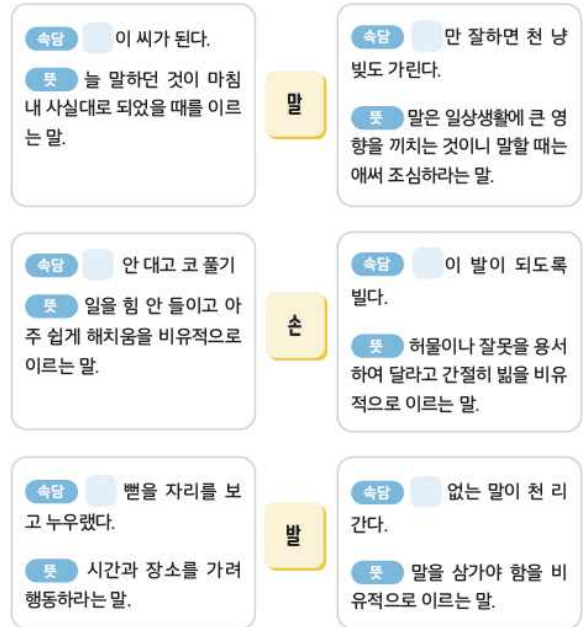 속담 이 씨가 된다.
뜻 늘 말하던 것이 마침
내 사실대로 되었을 때를 이르
는 말.
말
속담 만 잘하면 천 냥
빚도 가린다.
뜻 말은 일상생활에 큰 영
향을 끼치는 것이니 말할 때는
애써 조심하라는 말.
속담 안 대고 코 풀기
뜻 일을 힘 안 들이고 아
주 쉽게 해치움을 비유적으로
이르는 말.
손
속담 이 발이 되도록
빌다.
뜻 허물이나 잘못을 용서
하여 달라고 간절히 빎을 비유
적으로 이르는 말.
속담 뻗을 자리를 보
고 누우랬다.
뜻 시간과 장소를 가려
행동하라는 말.
발
속담 없는 말이 천 리
간다.
뜻 말을 삼가야 함을 비
유적으로 이르는 말.